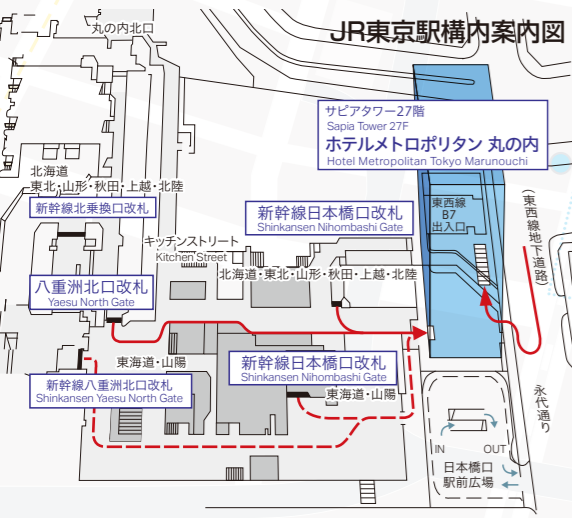 JR東京駅構内案内図
丸の内北口
サピアタワー27階
Sapia Tower 27F
ホテルメトロポリタン 丸の内
Hotel Metropolitan Tokyo Marunouchi
北海道
東北・山形・秋田・上越・北陸
新幹線北乗換口改札
東西線
B7
出入口
(東西線地下道路)
新幹線日本橋口改札
Shinkansen Nihombashi Gate
キッチンストリート
Kitchen Street
北海道・東北・山形・秋田・上越・北陸
八重洲北口改札
Yaesu North Gate
東海道・山陽
新幹線八重洲北口改札
Shinkansen Yaesu North Gate
新幹線日本橋口改札
Shinkansen Nihombashi Gate
東海道・山陽
永代通り
IN OUT
日本橋口
駅前広場